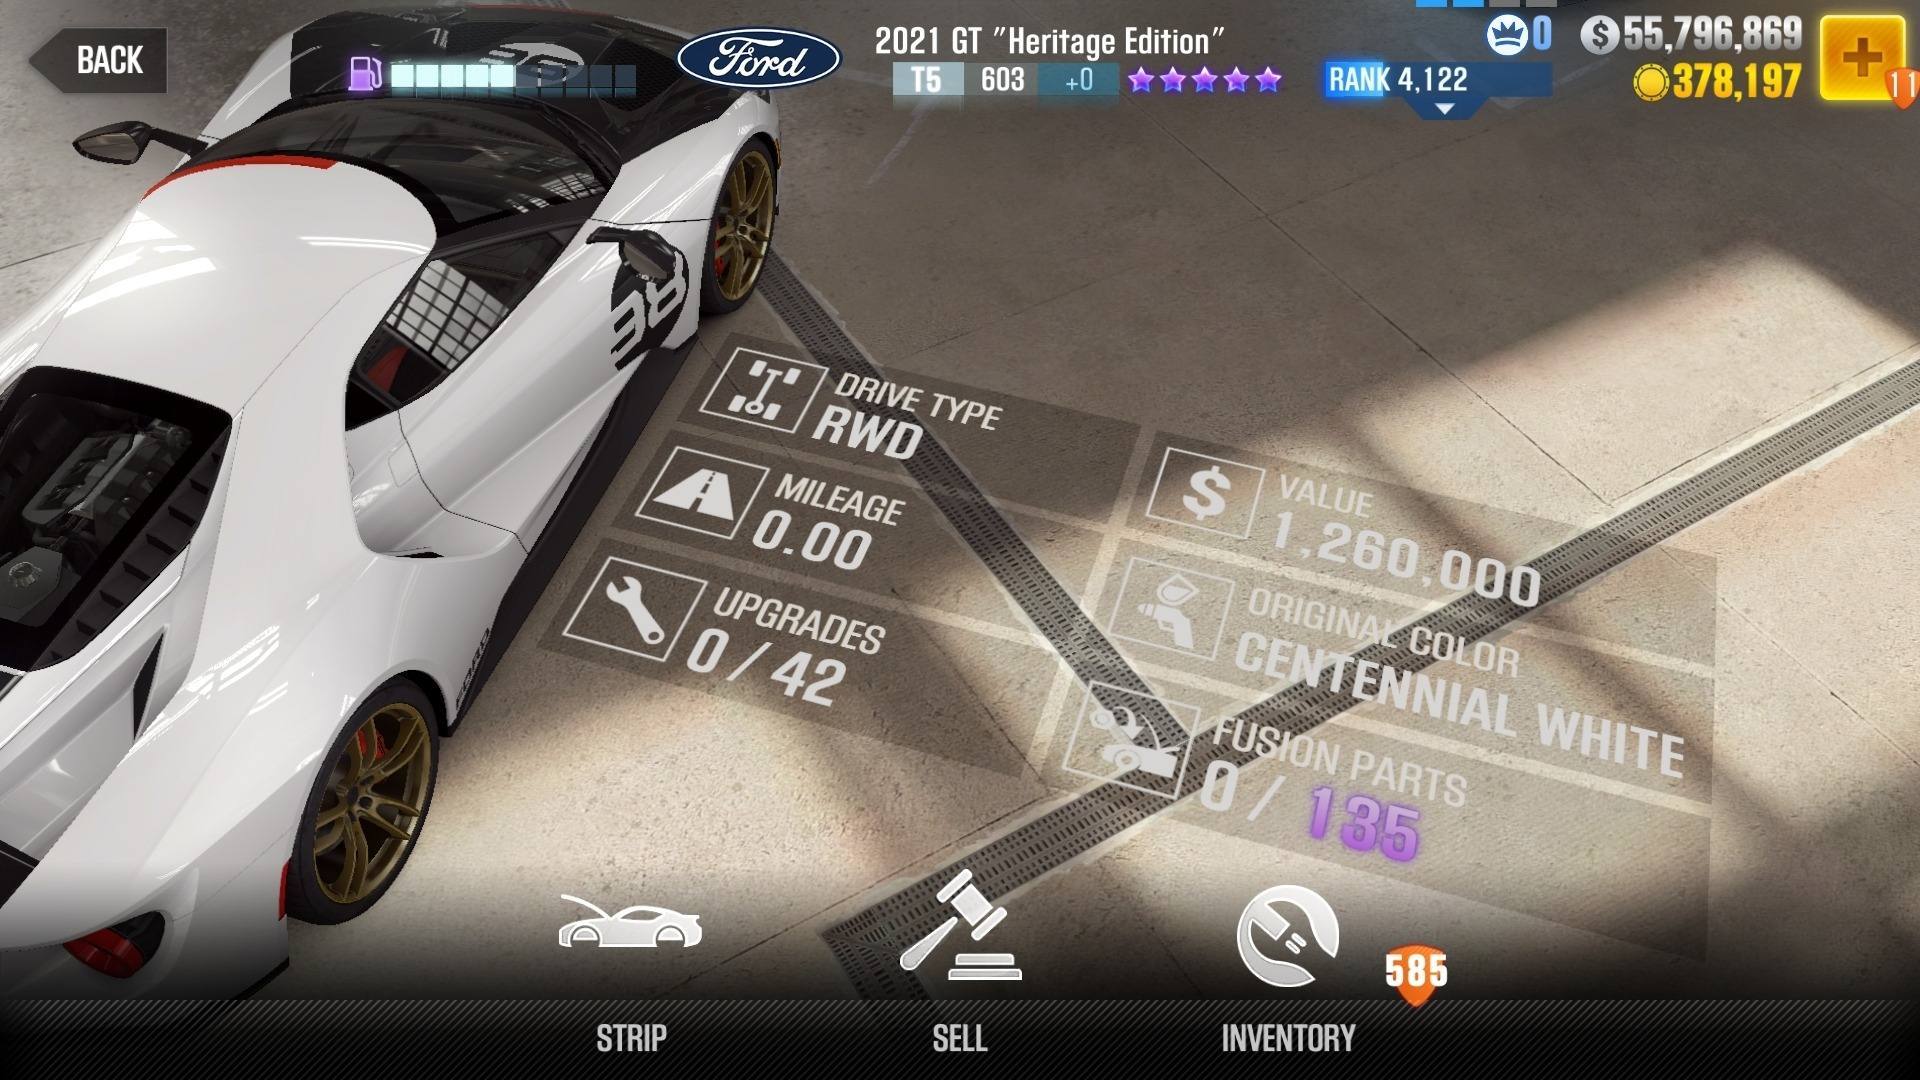 BACK
Ford
2021 GT "Heritage Edition"
T5 603 +0
RANK 4,122
0
55,796,869
378,197
11
38
DRIVE TYPE
RWD
MILEAGE
0.00
UPGRADES
0 / 42
VALUE
1,260,000
ORIGINAL COLOR
CENTENNIAL WHITE
FUSION PARTS
0 / 135
585
STRIP
SELL
INVENTORY